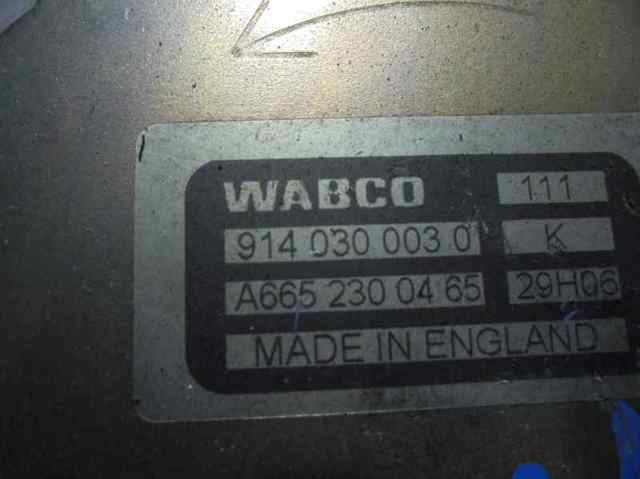 WABCO 111
914 030 003 0 K
A665 230 04 65 29H06
MADE IN ENGLAND